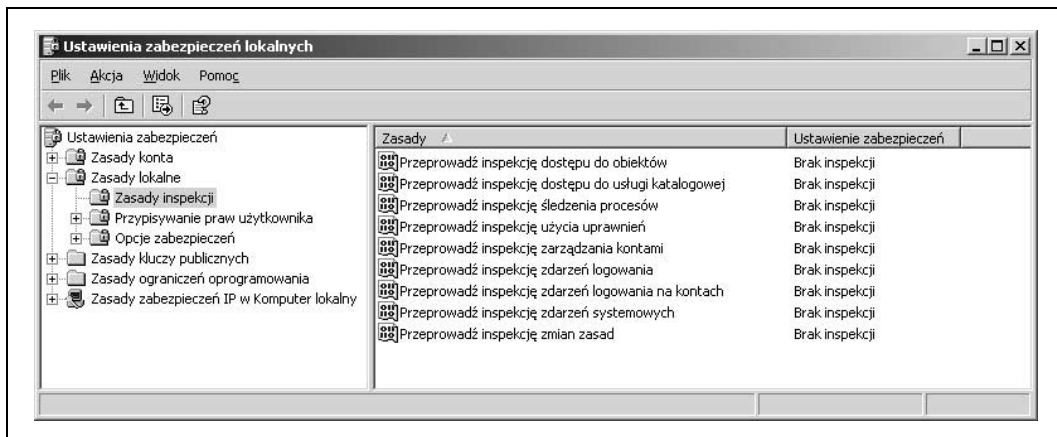 Ustawienia zabezpieczeń lokalnych
Plik Akcja Widok Pomoc
Ustawienia zabezpieczeń
Zasady konta
Zasady lokalne
Zasady inspekcji
Przypisywanie praw użytkownika
Opcje zabezpieczeń
Zasady kluczy publicznych
Zasady ograniczeń oprogramowania
Zasady zabezpieczeń IP w Komputer lokalny
Zasady Ustawienie zabezpieczeń
Przeprowadź inspekcję dostępu do obiektów Brak inspekcji
Przeprowadź inspekcję dostępu do usługi katalogowej Brak inspekcji
Przeprowadź inspekcję śledzenia procesów Brak inspekcji
Przeprowadź inspekcję użycia uprawnień Brak inspekcji
Przeprowadź inspekcję zarządzania kontami Brak inspekcji
Przeprowadź inspekcję zdarzeń logowania Brak inspekcji
Przeprowadź inspekcję zdarzeń logowania na kontach Brak inspekcji
Przeprowadź inspekcję zdarzeń systemowych Brak inspekcji
Przeprowadź inspekcję zmian zasad Brak inspekcji